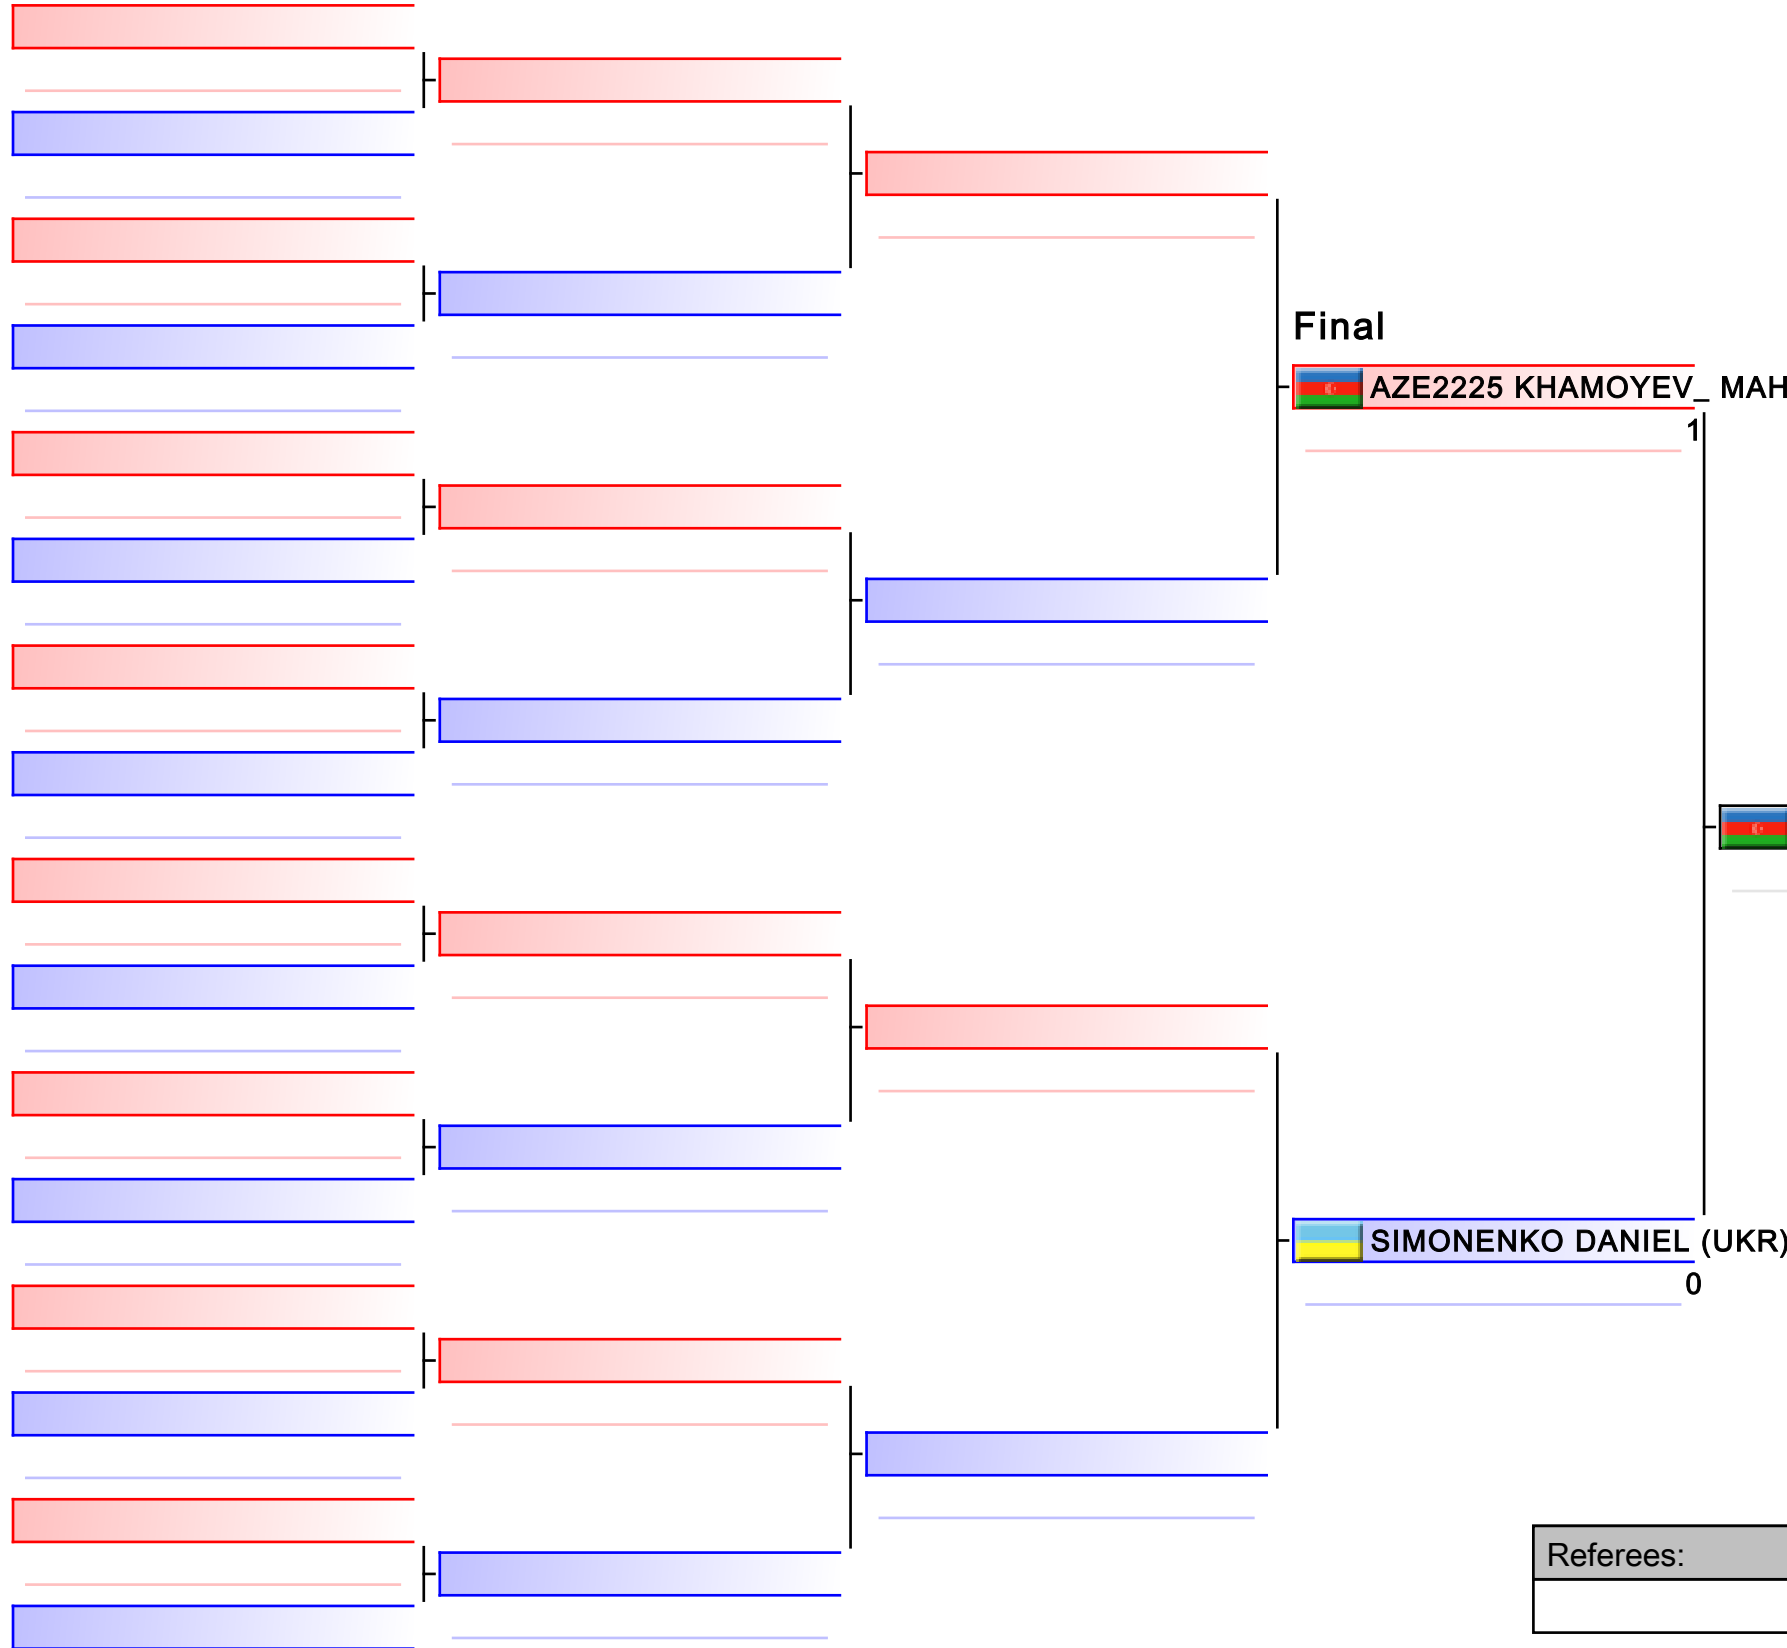 Final
AZE2225 KHAMOYEV_ MAH
1
SIMONENKO DANIEL (UKR)
0
Referees: